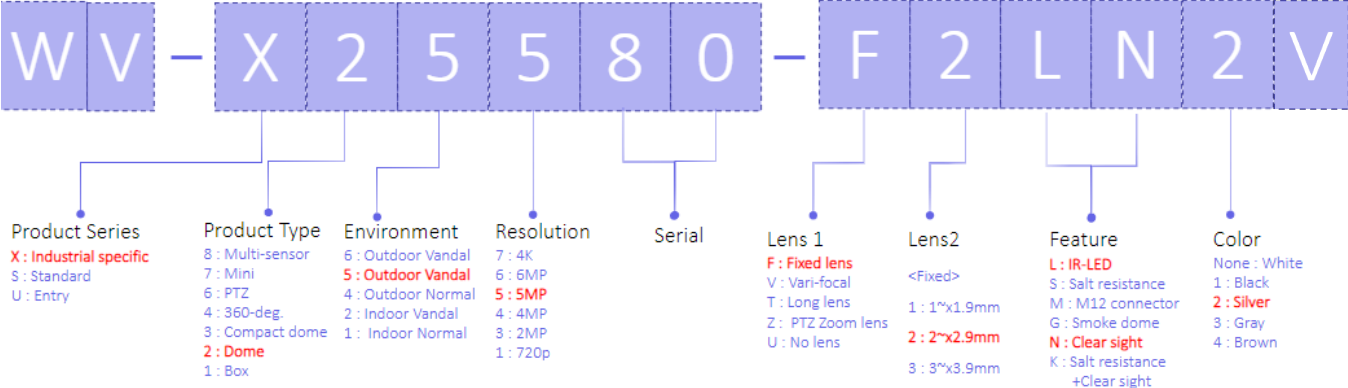 WV-X25580-F2LN2V
Product Series
X : Industrial specific
S : Standard
U : Entry
Product Type
8 : Multi-sensor
7 : Mini
6 : PTZ
4 : 360-deg.
3 : Compact dome
2 : Dome
1 : Box
Environment
6 : Outdoor Vandal
5 : Outdoor Vandal
4 : Outdoor Normal
2 : Indoor Vandal
1 : Indoor Normal
Resolution
7 : 4K
6 : 6MP
5 : 5MP
4 : 4MP
3 : 2MP
1 : 720p
Serial
Lens 1
F : Fixed lens
V : Vari-focal
T : Long lens
Z : PTZ Zoom lens
U : No lens
Lens2
<Fixed>
1 : 1~x1.9mm
2 : 2~x2.9mm
3 : 3~x3.9mm
Feature
L : IR-LED
S : Salt resistance
M : M12 connector
G : Smoke dome
N : Clear sight
K : Salt resistance
+Clear sight
Color
None : White
1 : Black
2 : Silver
3 : Gray
4 : Brown